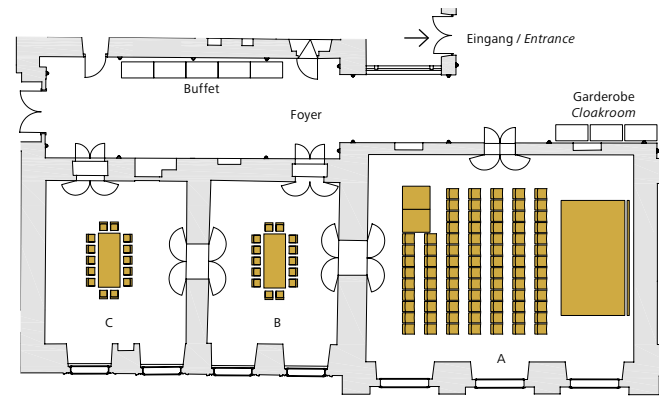 Eingang / Entrance
Buffet
Foyer
Garderobe
Cloakroom
C
B
A